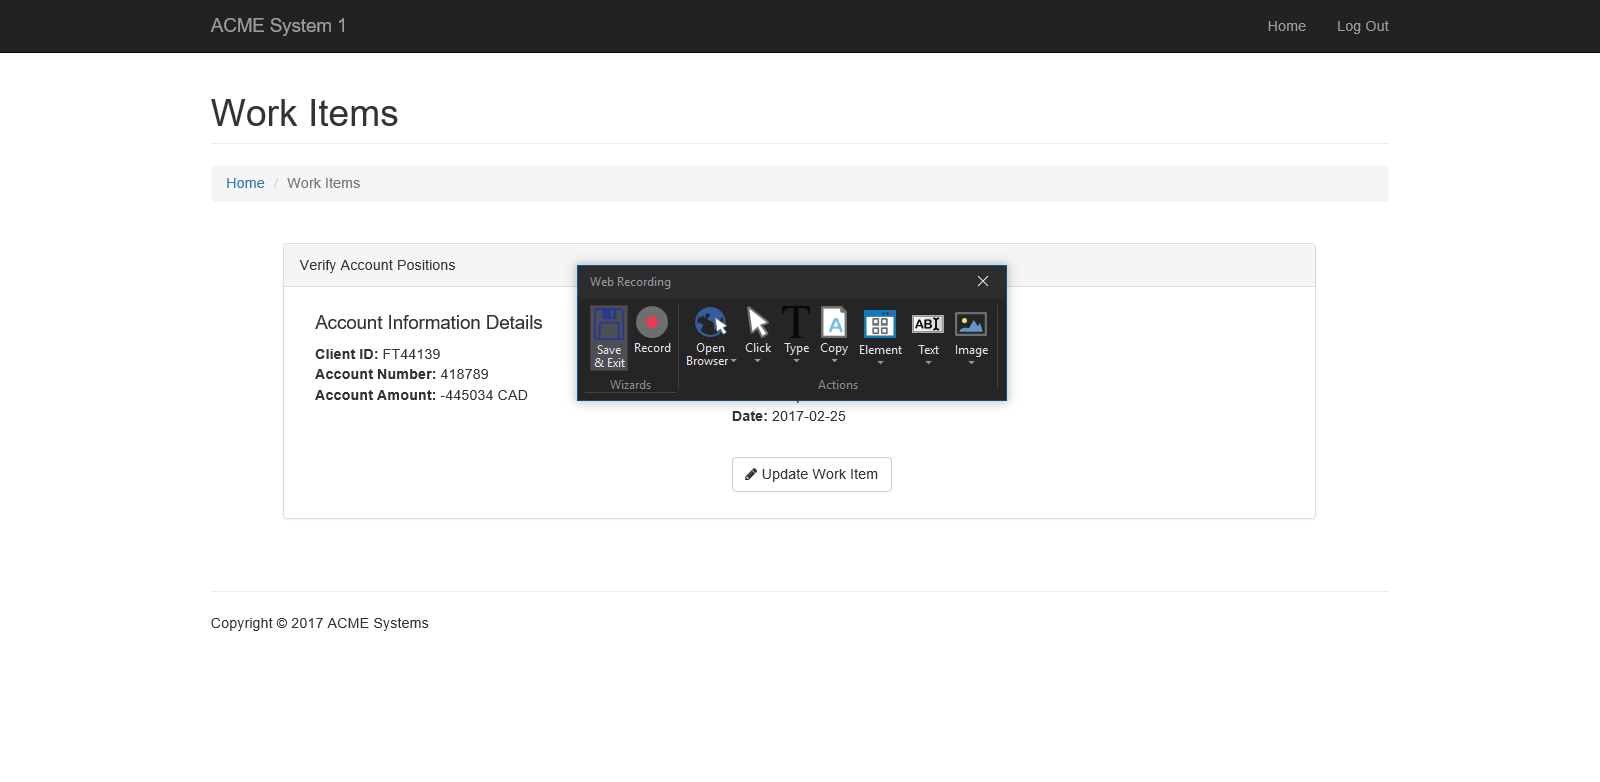 ACME System 1
Home
Log Out
Work Items
Home / Work Items
Verify Account Positions
Account Information Details
Client ID: FT44139
Account Number: 418789
Account Amount: -445034 CAD
Web Recording
Save & Exit
Record
Open Browser
Click
Type
Copy
Element
Text
Image
Wizards
Actions
Date: 2017-02-25
Update Work Item
Copyright © 2017 ACME Systems